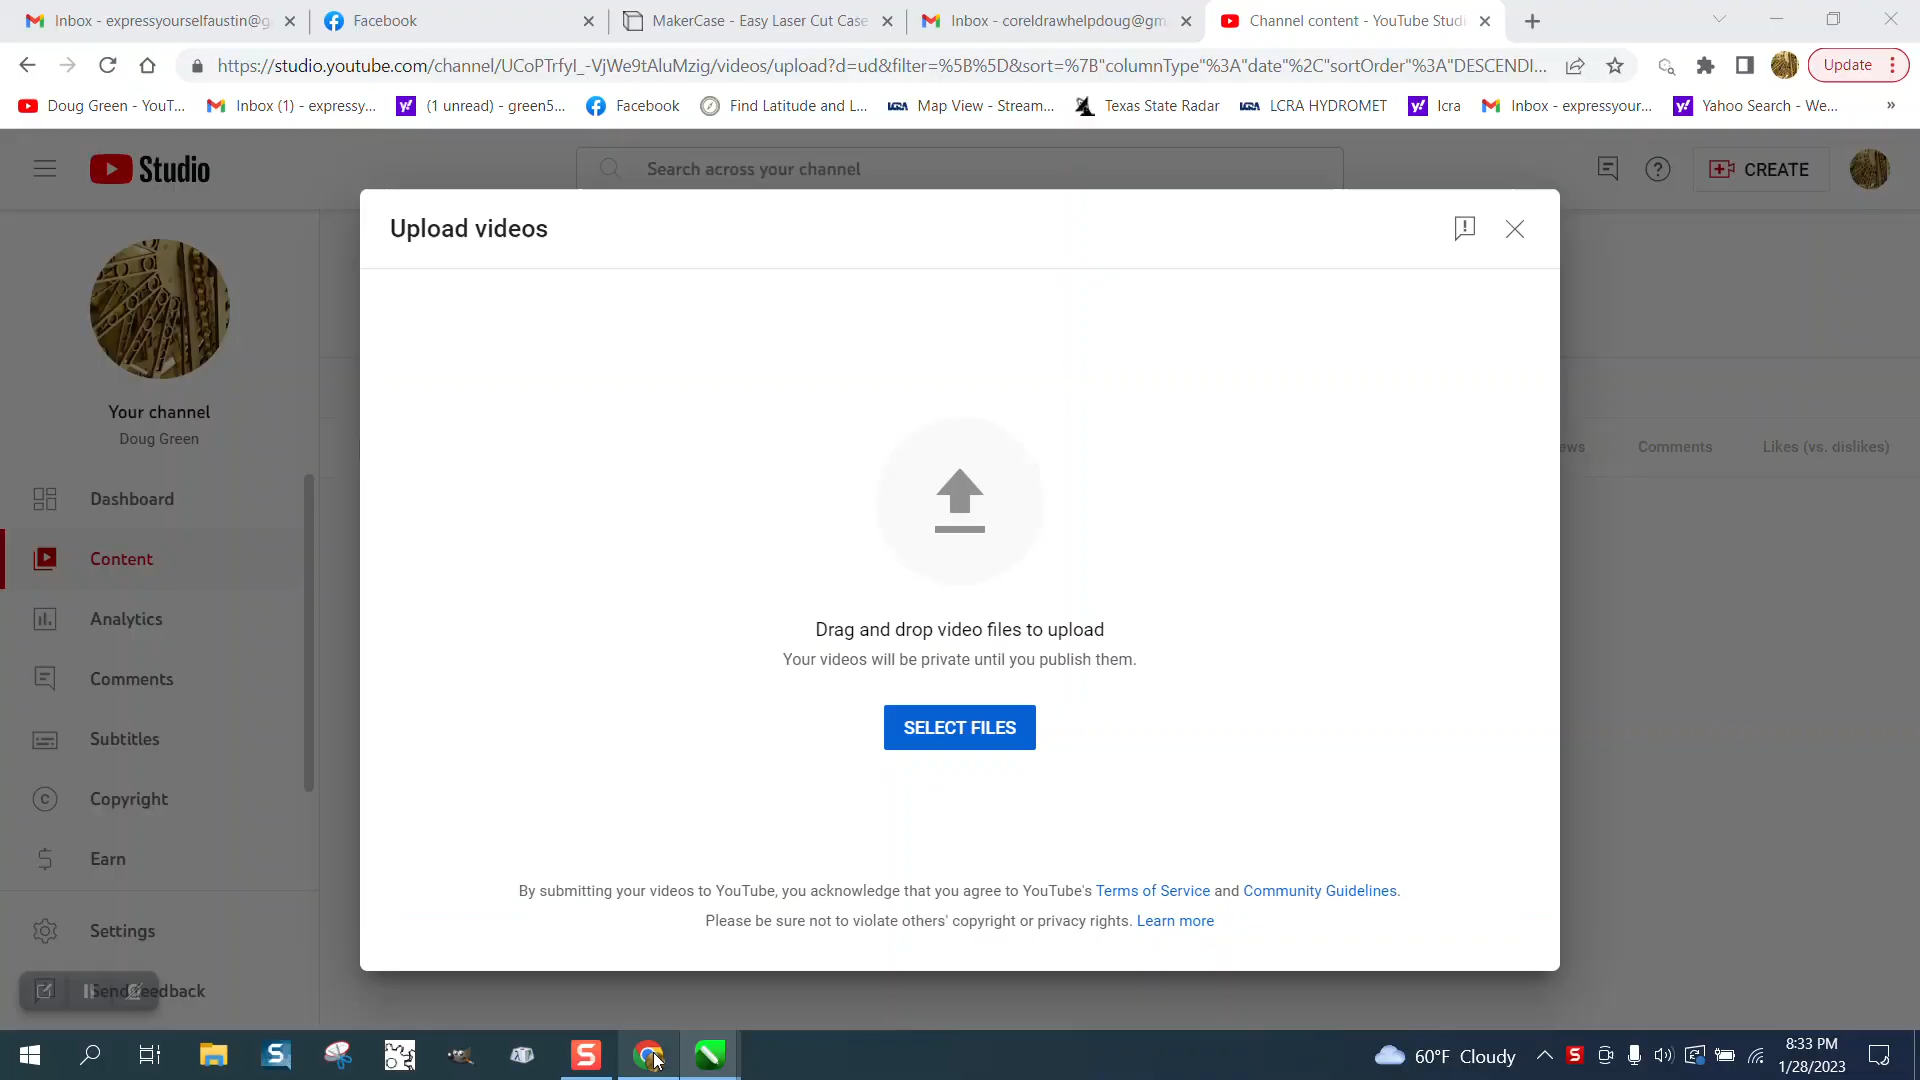 Inbox - expressyourselfaustin@g
Facebook
MakerCase - Easy Laser Cut Case
Inbox - coreldrawhelpdoug@gm
Channel content - YouTube Studi
https://studio.youtube.com/channel/UCoPTrfyI_-VjWe9tAluMzig/videos/upload?d=ud&filter=%5B%5D&sort=%7B"columnType"%3A"date"%2C"sortOrder"%3A"DESCENDI...
Update
Doug Green - YouT...
Inbox (1) - expressy...
(1 unread) - green5...
Facebook
Find Latitude and L...
Map View - Stream...
Texas State Radar
LCRA HYDROMET
lcra
Inbox - expressyour...
Yahoo Search - We...
»
Studio
Search across your channel
CREATE
Upload videos
Your channel
Doug Green
ws
Comments
Likes (vs. dislikes)
Dashboard
Content
Analytics
Comments
Subtitles
Copyright
Earn
Settings
Send feedback
Drag and drop video files to upload
Your videos will be private until you publish them.
SELECT FILES
By submitting your videos to YouTube, you acknowledge that you agree to YouTube's Terms of Service and Community Guidelines.
Please be sure not to violate others' copyright or privacy rights. Learn more
60°F Cloudy
8:33 PM
1/28/2023